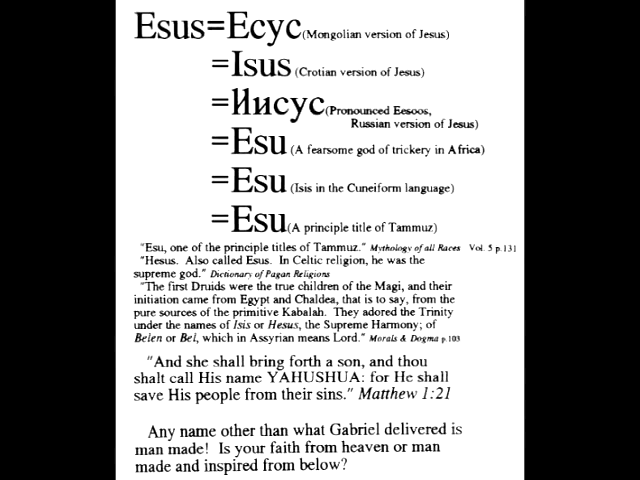 Esus=Есус(Mongolian version of Jesus)
=Isus (Crotian version of Jesus)
=Иисус(Pronounced Eesoos,
Russian version of Jesus)
=Esu (A fearsome god of trickery in Africa)
=Esu (Isis in the Cuneiform language)
=Esu(A principle title of Tammuz)
"Esu, one of the principle titles of Tammuz." Mythology of all Races Vol. 5 p.131
"Hesus. Also called Esus. In Celtic religion, he was the
supreme god." Dictionary of Pagan Religions
"The first Druids were the true children of the Magi, and their
initiation came from Egypt and Chaldea, that is to say, from the
pure sources of the primitive Kabalah. They adored the Trinity
under the names of Isis or Hesus, the Supreme Harmony; of
Belen or Bel, which in Assyrian means Lord." Morals & Dogma p.103
"And she shall bring forth a son, and thou
shalt call His name YAHUSHUA: for He shall
save His people from their sins." Matthew 1:21
Any name other than what Gabriel delivered is
man made! Is your faith from heaven or man
made and inspired from below?